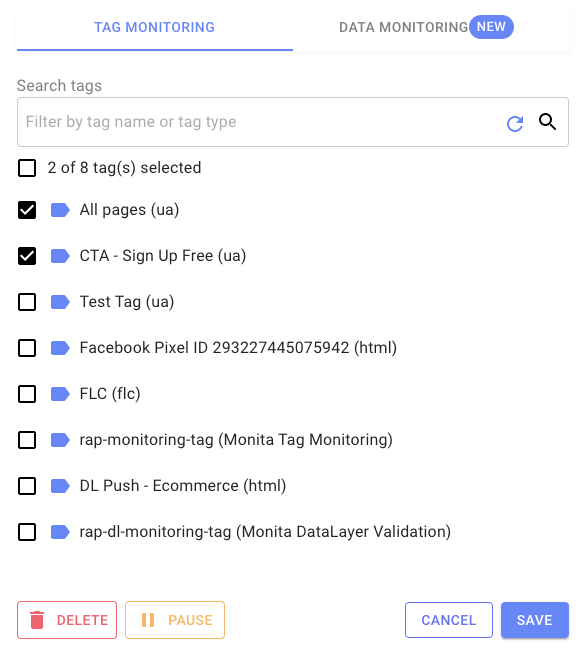 TAG MONITORING
DATA MONITORING NEW
Search tags
Filter by tag name or tag type
2 of 8 tag(s) selected
All pages (ua)
CTA - Sign Up Free (ua)
Test Tag (ua)
Facebook Pixel ID 293227445075942 (html)
FLC (flc)
rap-monitoring-tag (Monita Tag Monitoring)
DL Push - Ecommerce (html)
rap-dl-monitoring-tag (Monita DataLayer Validation)
DELETE
PAUSE
CANCEL
SAVE